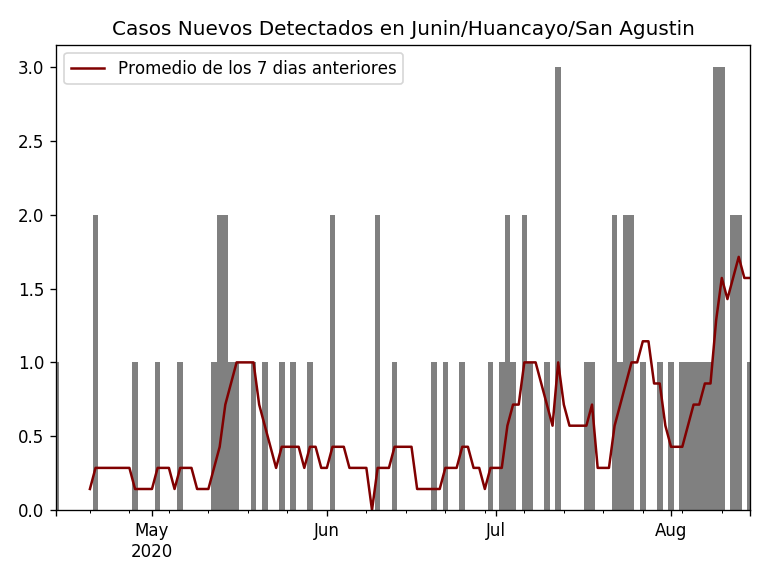 Casos Nuevos Detectados en Junin/Huancayo/San Agustin
Promedio de los 7 dias anteriores
3.0
2.5
2.0
1.5
1.0
0.5
0.0
May
2020
Jun
Jul
Aug